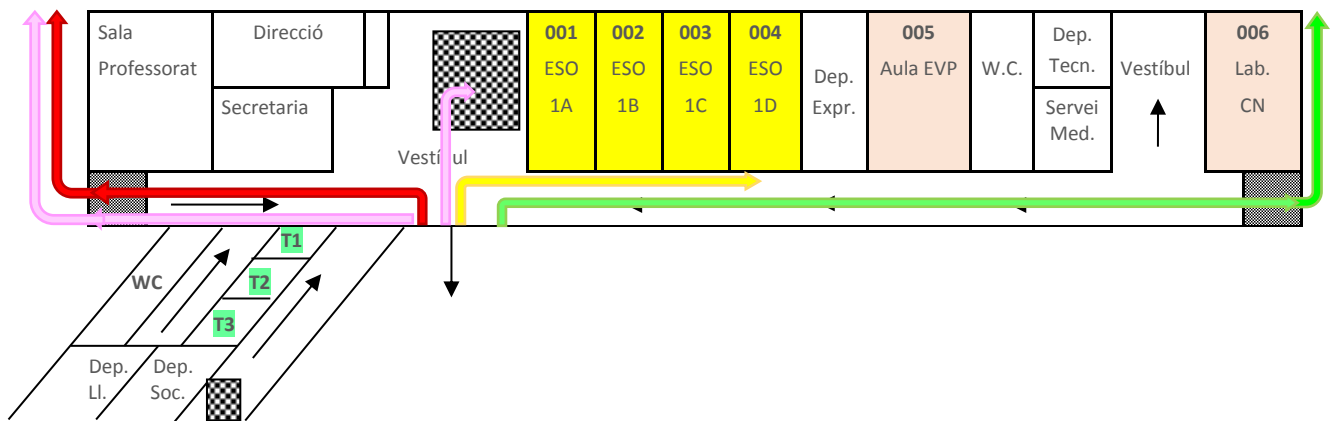 Sala
Professorat
Direcció
Secretaria
Vestíbul
001
ESO
1A
002
ESO
1B
003
ESO
1C
004
ESO
1D
Dep.
Expr.
005
Aula EVP
W.C.
Dep.
Tecn.
Servei
Med.
Vestíbul
006
Lab.
CN
WC
T1
T2
T3
Dep.
Ll.
Dep.
Soc.